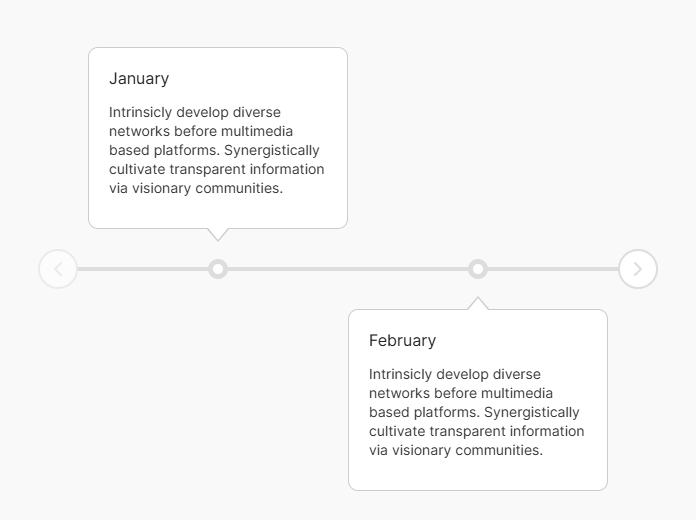 January
Intrinsicly develop diverse
networks before multimedia
based platforms. Synergistically
cultivate transparent information
via visionary communities.
February
Intrinsicly develop diverse
networks before multimedia
based platforms. Synergistically
cultivate transparent information
via visionary communities.